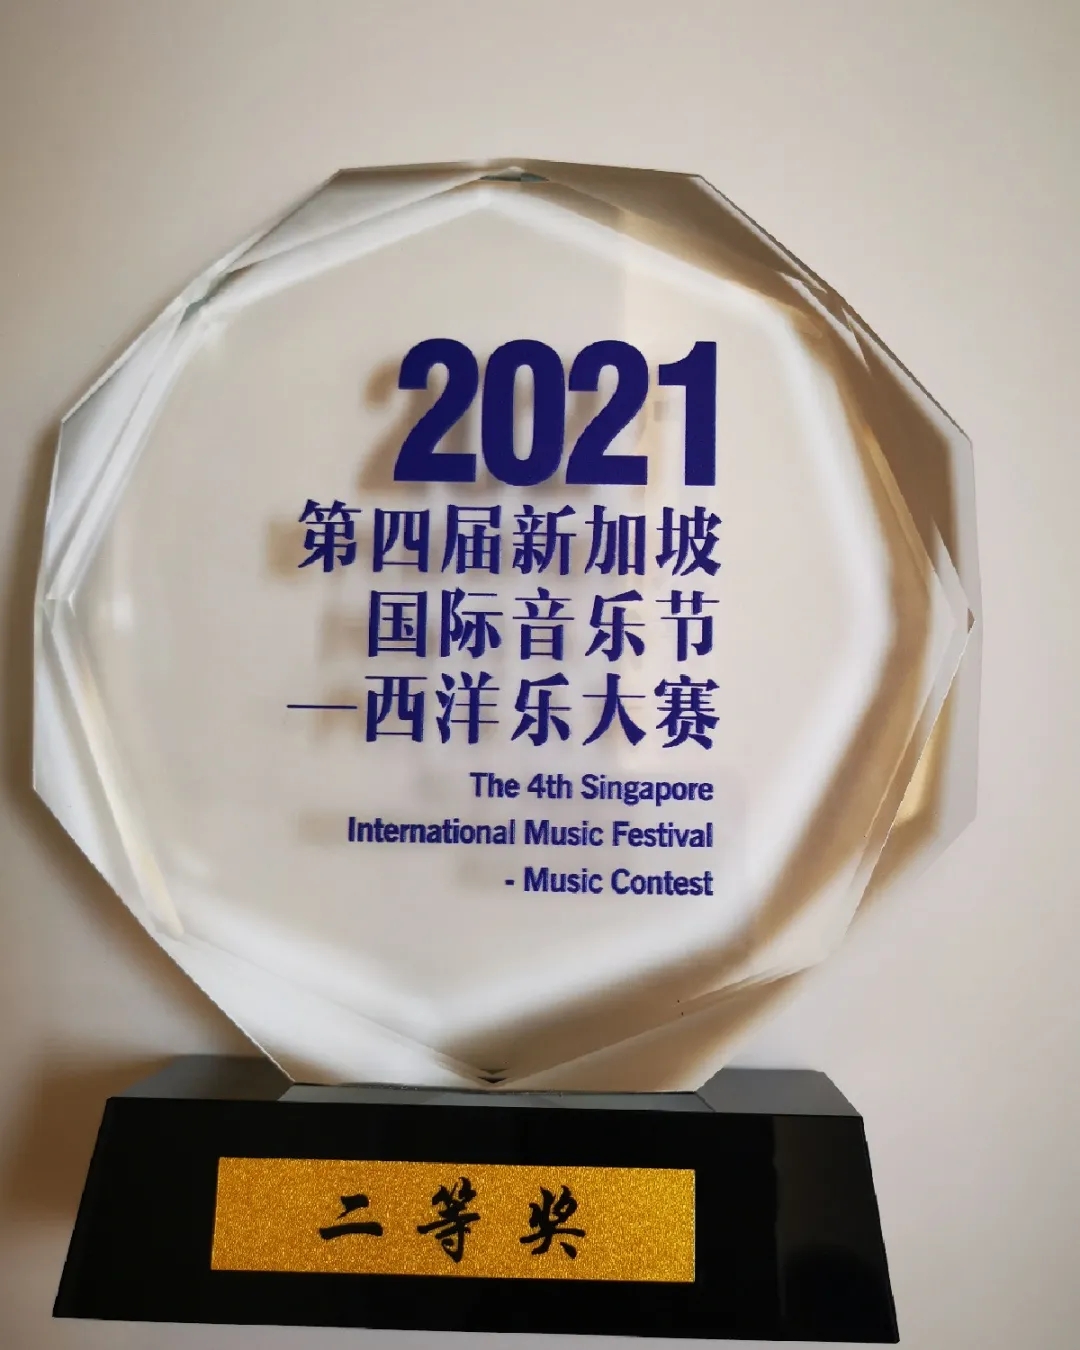 2021
第四届新加坡
国际音乐节
—西洋乐大赛
The 4th Singapore
International Music Festival
- Music Contest
二等奖